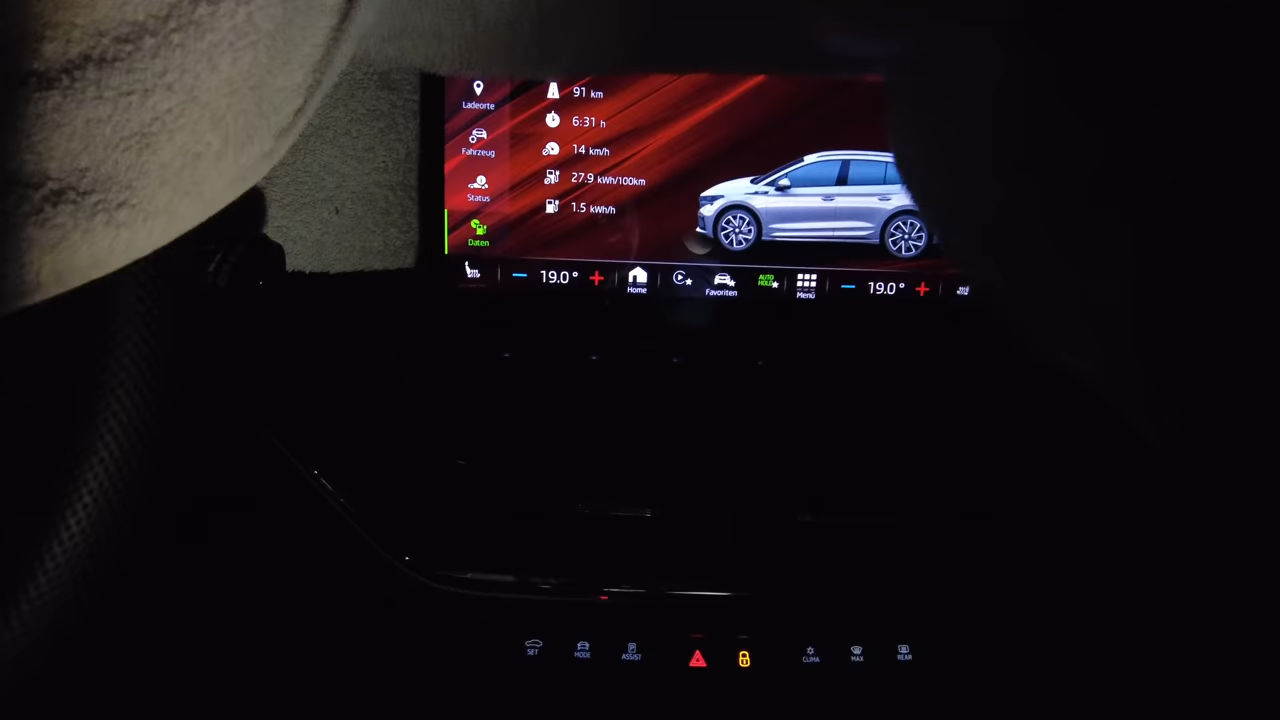 Ladeorte
91 km
6:31 h
Fahrzeug
14 km/h
Status
27.9 kWh/100km
1.5 kWh/h
Daten
19.0°
Home
Favoriten
AUTO HOLD
Menü
19.0°
SET
MODE
P
ASSIST
CLIMA
MAX
REAR